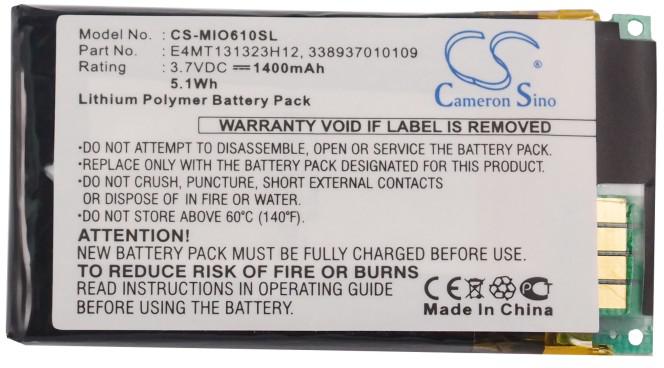 Model No. : CS-MIO610SL
Part No. : E4MT131323H12, 338937010109
Rating : 3.7VDC 1400mAh
5.1Wh
Lithium Polymer Battery Pack
CS
Cameron Sino
WARRANTY VOID IF LABEL IS REMOVED
•DO NOT ATTEMPT TO DISASSEMBLE, OPEN OR SERVICE THE BATTERY PACK.
•REPLACE ONLY WITH THE BATTERY PACK DESIGNATED FOR THIS PRODUCT.
•DO NOT CRUSH, PUNCTURE, SHORT EXTERNAL CONTACTS
OR DISPOSE OF IN FIRE OR WATER.
•DO NOT STORE ABOVE 60°C (140°F).
ATTENTION!
NEW BATTERY PACK MUST BE FULLY CHARGED BEFORE USE.
TO REDUCE RISK OF FIRE OR BURNS
READ INSTRUCTIONS IN OPERATING GUIDE
BEFORE USING THE BATTERY.
CE
Made In China